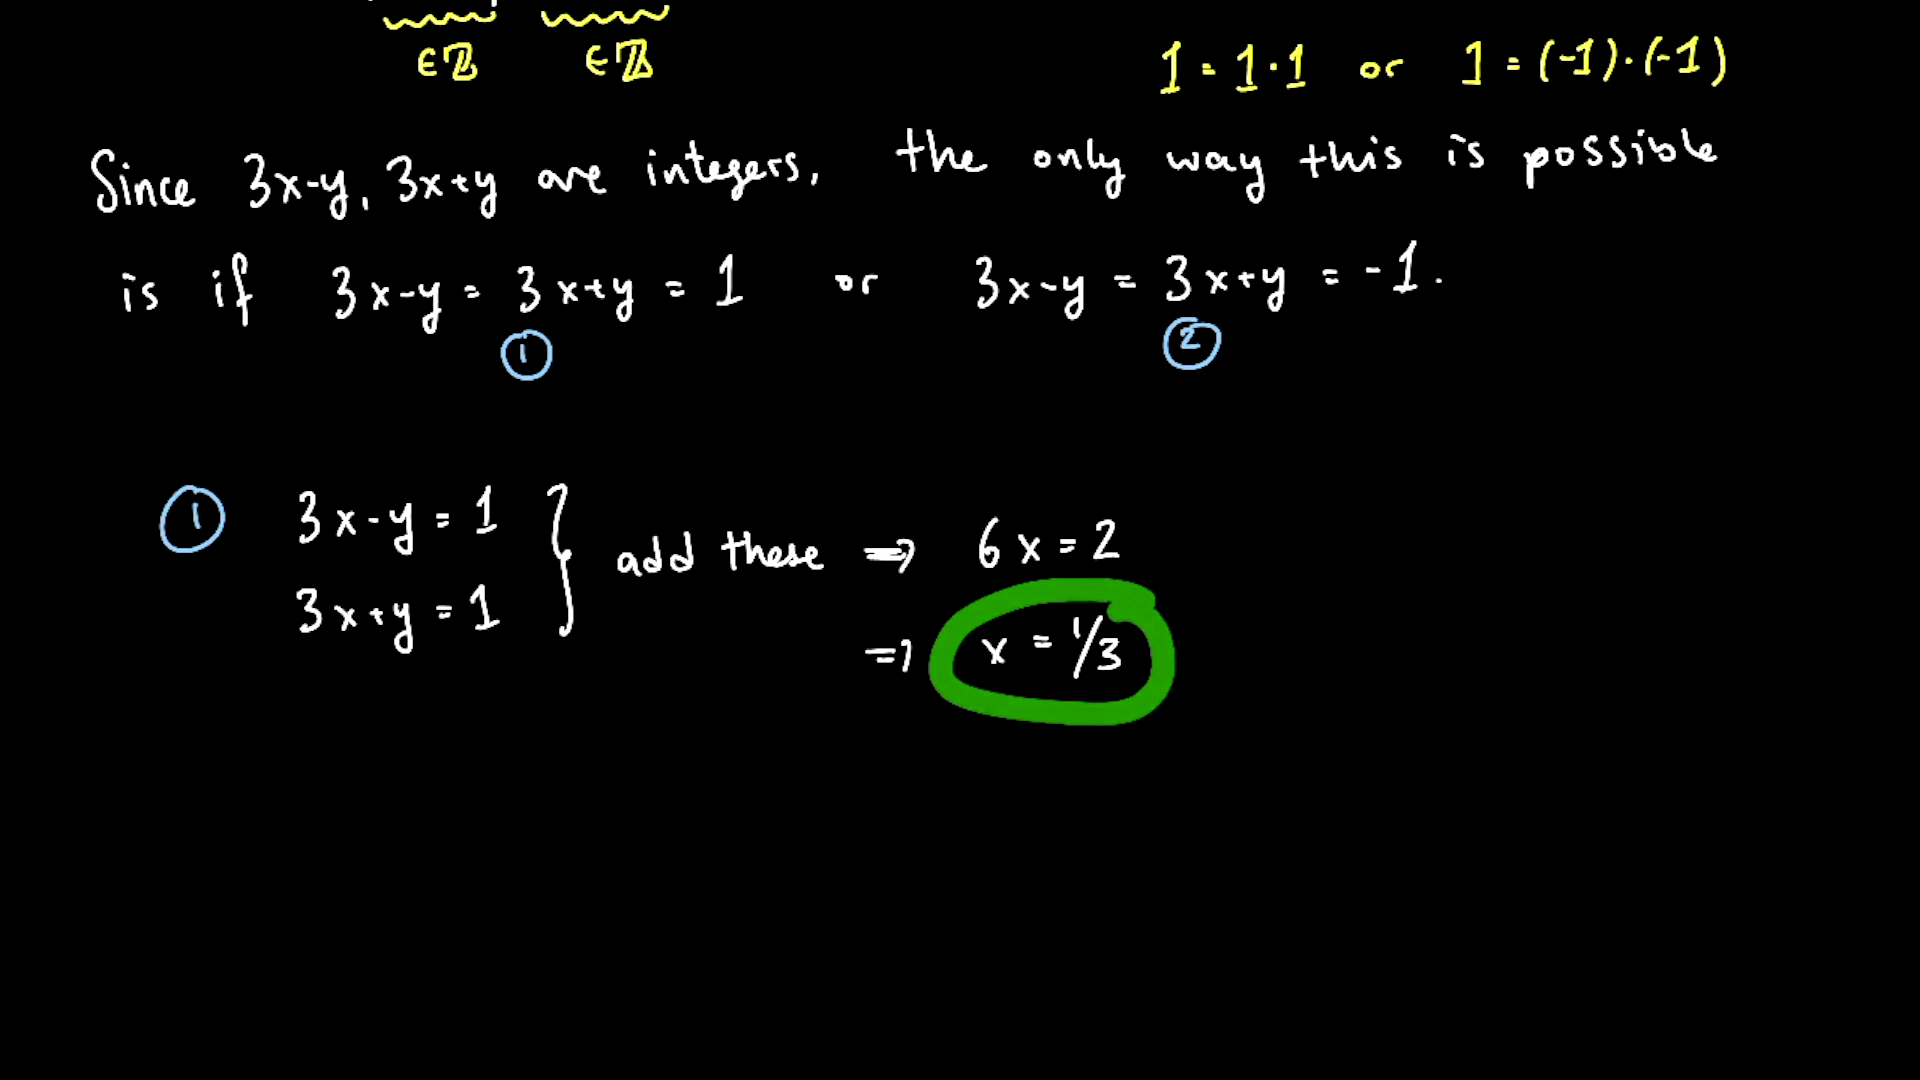 ∈ℤ ∈ℤ
1 = 1·1 or 1 = (-1)·(-1)
Since 3x-y, 3x+y are integers, the only way this is possible
is if 3x-y = 3x+y = 1 or 3x-y = 3x+y = -1.
① ②
① 3x-y = 1
3x+y = 1
add these ⇒ 6x = 2
⇒ x = 1/3